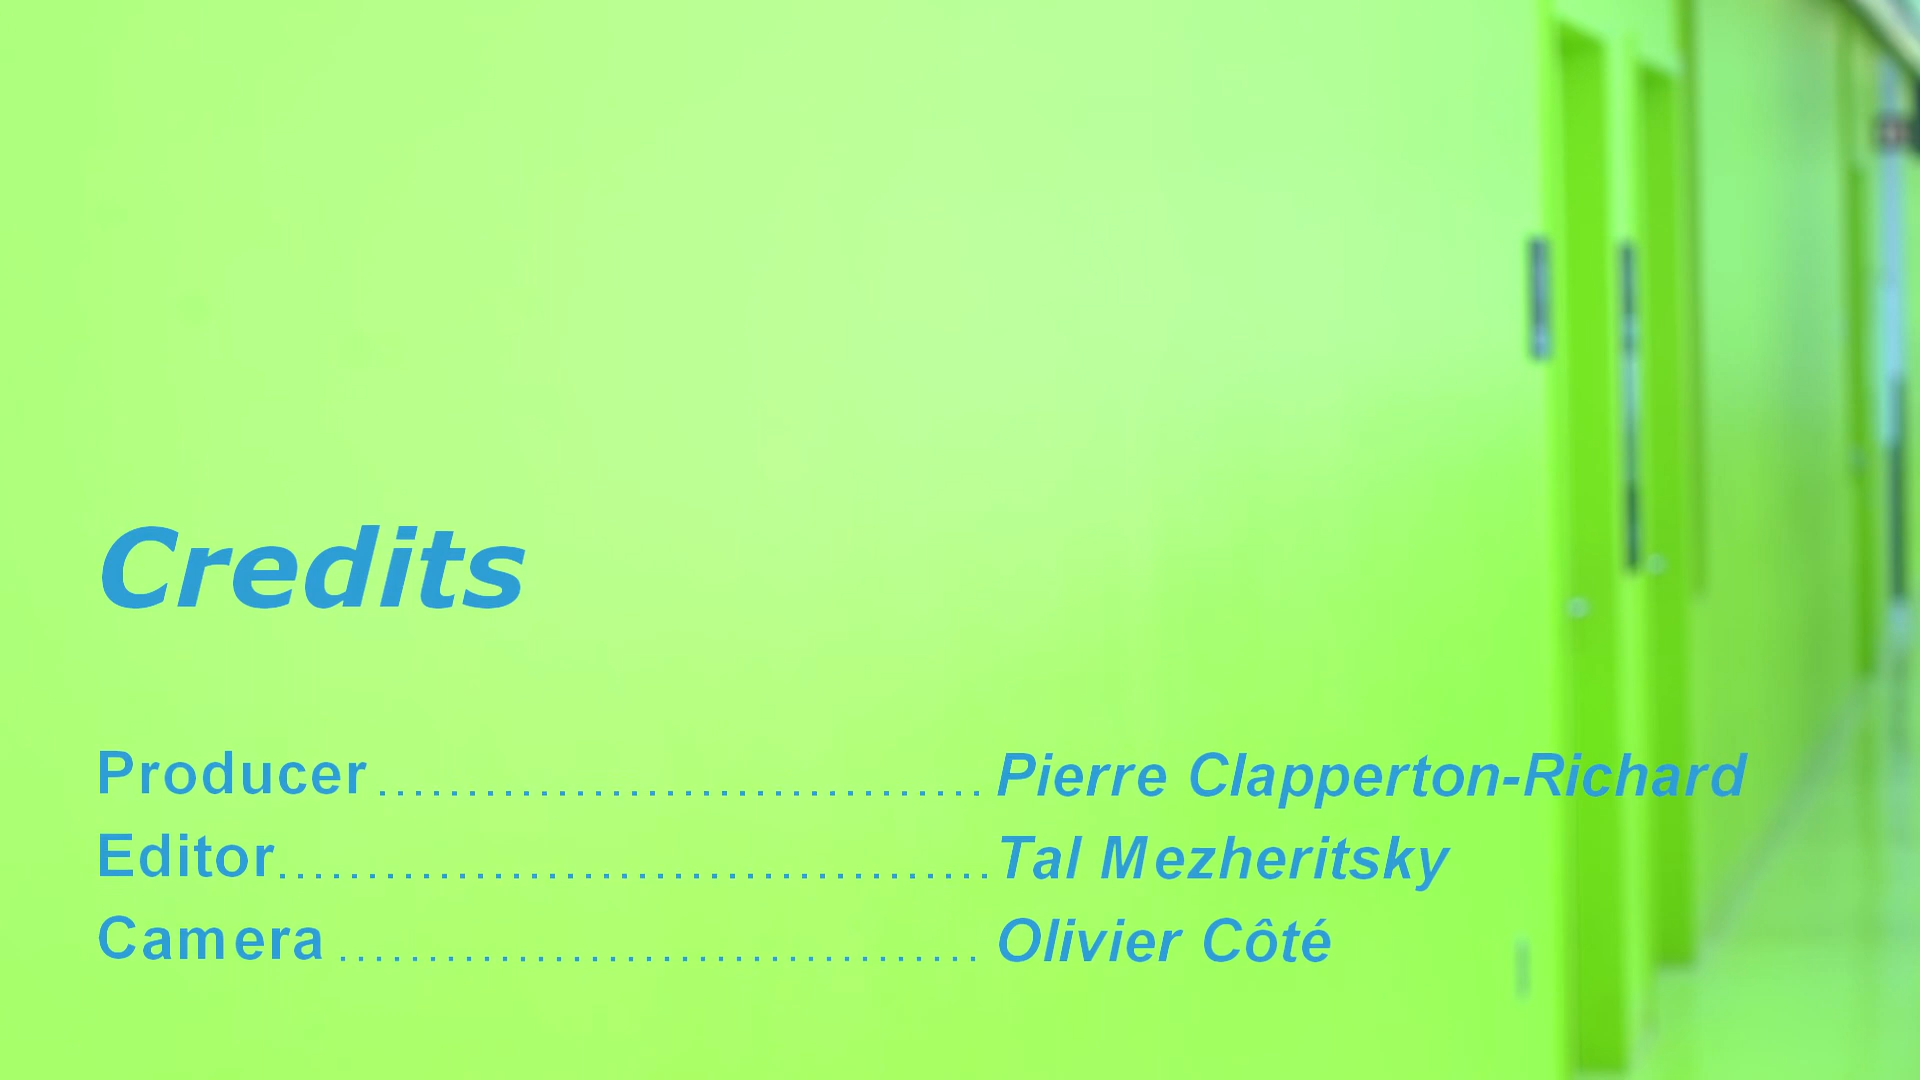 Credits
Producer.................................Pierre Clapperton-Richard
Editor........................................Tal Mezheritsky
Camera....................................Olivier Côté